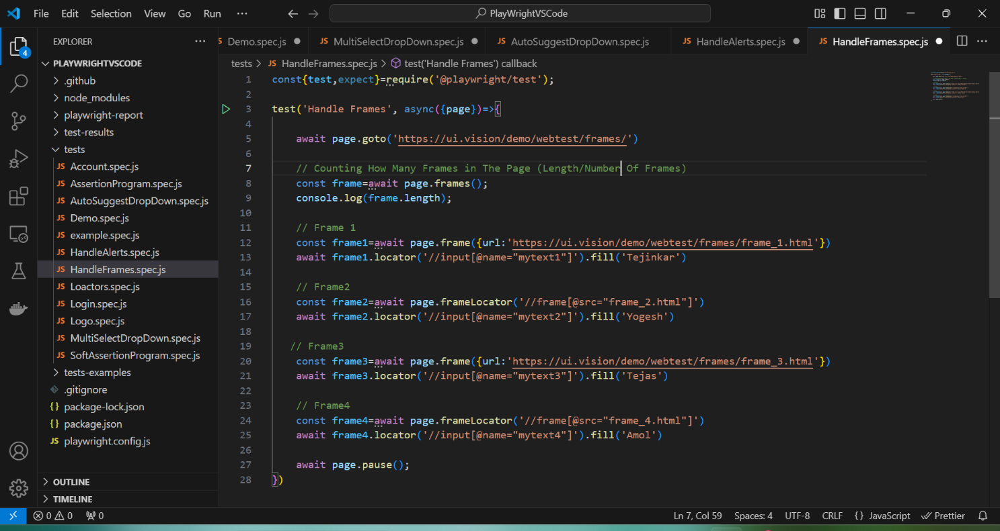 File Edit Selection View Go Run ··· PlayWrightVSCode
EXPLORER ···
4
PLAYWRIGHTVSCODE
.github
node_modules
playwright-report
test-results
tests
JS Account.spec.js
JS AssertionProgram.spec.js
JS AutoSuggestDropDown.spec.js
JS Demo.spec.js
JS example.spec.js
JS HandleAlerts.spec.js
JS HandleFrames.spec.js
JS Loactors.spec.js
JS Login.spec.js
JS Logo.spec.js
JS MultiSelectDropDown.spec.js
JS SoftAssertionProgram.spec.js
tests-examples
.gitignore
{} package-lock.json
{} package.json
JS playwright.config.js
OUTLINE
TIMELINE
S Demo.spec.js ● JS MultiSelectDropDown.spec.js ● JS AutoSuggestDropDown.spec.js JS HandleAlerts.spec.js ● JS HandleFrames.spec.js ● ···
tests > JS HandleFrames.spec.js > test('Handle Frames') callback
1 const{test,expect}=require('@playwright/test');
2
3 test('Handle Frames', async({page})=>{
4
5 await page.goto('https://ui.vision/demo/webtest/frames/')
6
7 // Counting How Many Frames in The Page (Length/Number Of Frames)
8 const frame=await page.frames();
9 console.log(frame.length);
10
11 // Frame 1
12 const frame1=await page.frame({url:'https://ui.vision/demo/webtest/frames/frame_1.html'})
13 await frame1.locator('//input[@name="mytext1"]').fill('Tejinkar')
14
15 // Frame2
16 const frame2=await page.frameLocator('//frame[@src="frame_2.html"]')
17 await frame2.locator('//input[@name="mytext2"]').fill('Yogesh')
18
19 // Frame3
20 const frame3=await page.frame({url:'https://ui.vision/demo/webtest/frames/frame_3.html'})
21 await frame3.locator('//input[@name="mytext3"]').fill('Tejas')
22
23 // Frame4
24 const frame4=await page.frameLocator('//frame[@src="frame_4.html"]')
25 await frame4.locator('//input[@name="mytext4"]').fill('Amol')
26
27 await page.pause();
28 })
0 0 0 Ln 7, Col 59 Spaces: 4 UTF-8 CRLF {} JavaScript Prettier